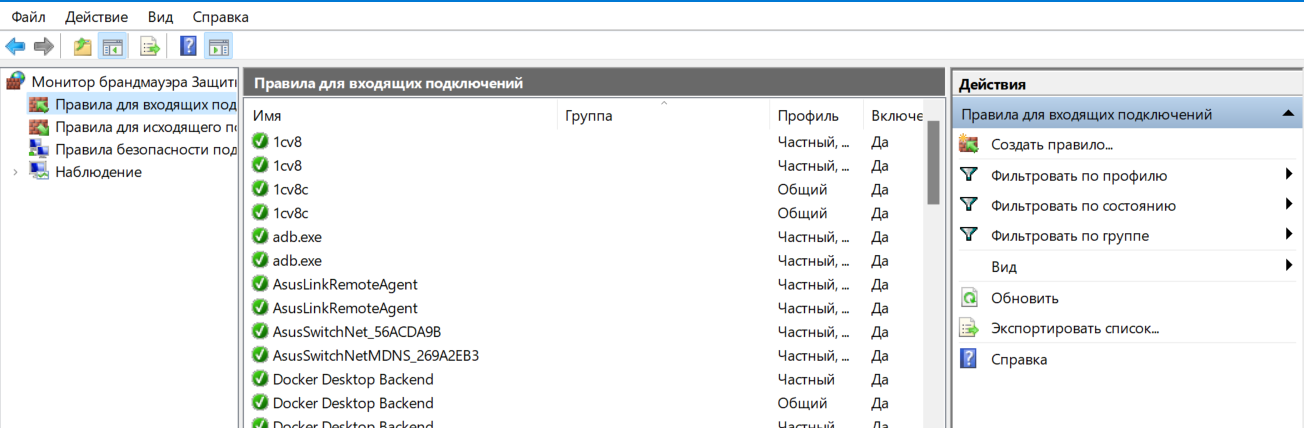 Файл Действие Вид Справка
Монитор брандмауэра Защити
Правила для входящих под
Правила для исходящего по
Правила безопасности под
Наблюдение
Правила для входящих подключений
Имя Группа Профиль Включе
1cv8 Частный, ... Да
1cv8 Частный, ... Да
1cv8c Общий Да
1cv8c Общий Да
adb.exe Частный, ... Да
adb.exe Частный, ... Да
AsusLinkRemoteAgent Частный, ... Да
AsusLinkRemoteAgent Частный, ... Да
AsusSwitchNet_56ACDA9B Частный, ... Да
AsusSwitchNetMDNS_269A2EB3 Частный, ... Да
Docker Desktop Backend Частный Да
Docker Desktop Backend Общий Да
Docker Desktop Backend Частный Да
Действия
Правила для входящих подключений
Создать правило...
Фильтровать по профилю
Фильтровать по состоянию
Фильтровать по группе
Вид
Обновить
Экспортировать список...
Справка